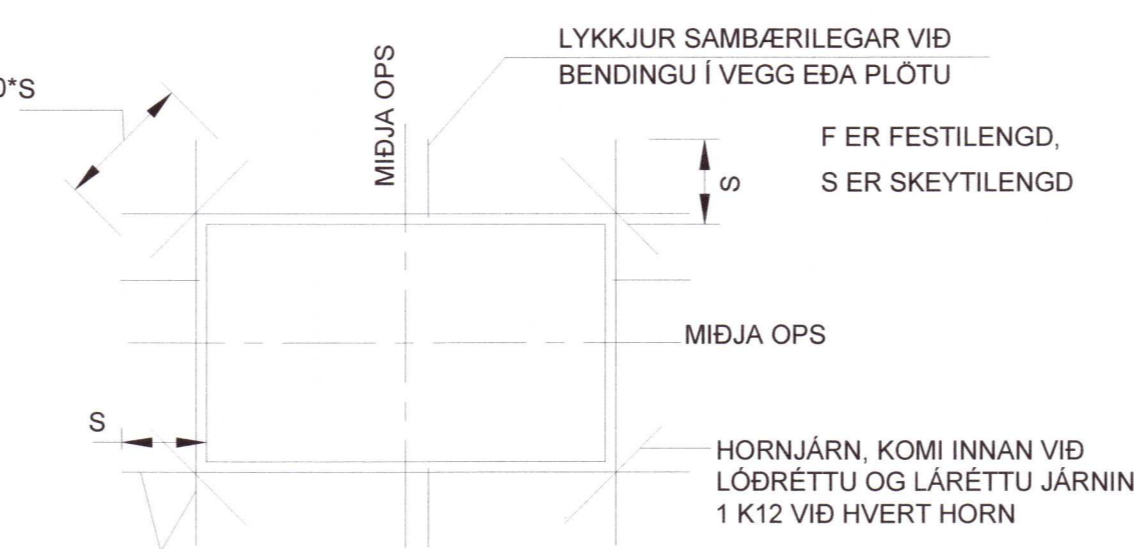 LYKKJUR SAMBÆRILEGAR VIÐ
BENDINGU Í VEGG EÐA PLÖTU
MIÐJA OPS
F ER FESTILENGD,
S
S ER SKEYTILENGD
MIÐJA OPS
S
HORNJÁRN, KOMI INNAN VIÐ
LÓÐRÉTTU OG LÁRÉTTU JÁRNIN
1 K12 VIÐ HVERT HORN